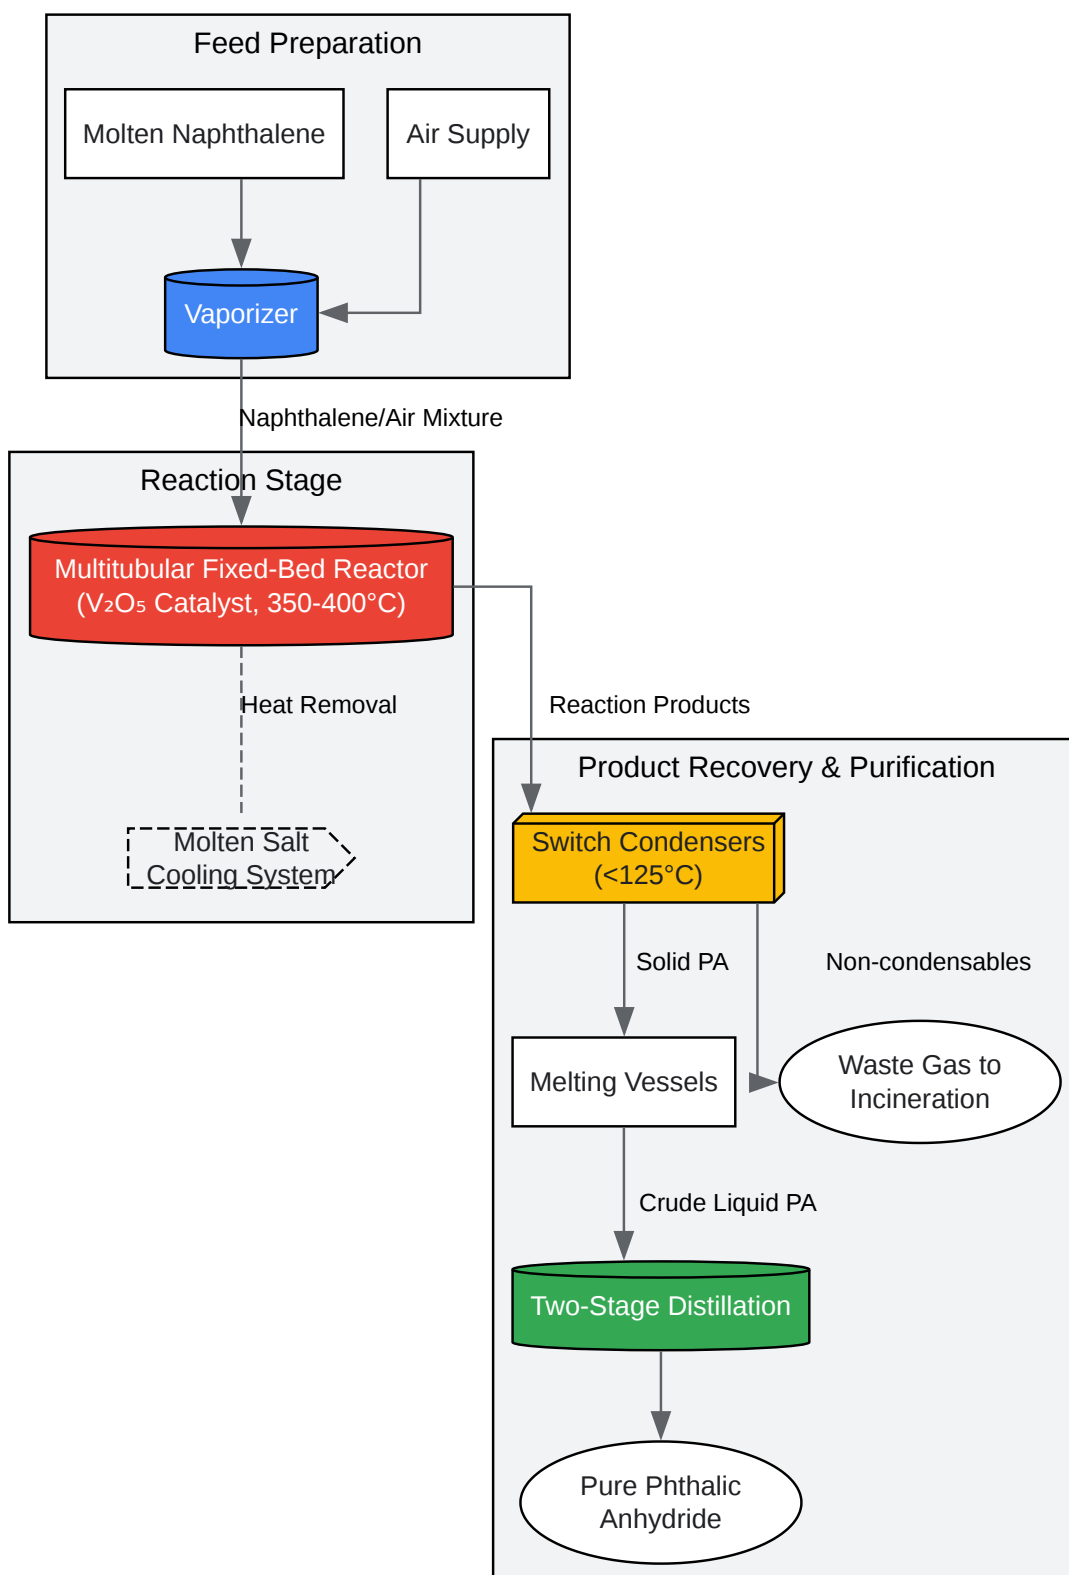 Feed Preparation
Molten Naphthalene
Air Supply
Vaporizer
Naphthalene/Air Mixture
Reaction Stage
Multitubular Fixed-Bed Reactor
(V₂O₅ Catalyst, 350-400°C)
Heat Removal
Reaction Products
Molten Salt
Cooling System
Product Recovery & Purification
Switch Condensers
(<125°C)
Solid PA
Non-condensables
Melting Vessels
Waste Gas to
Incineration
Crude Liquid PA
Two-Stage Distillation
Pure Phthalic
Anhydride